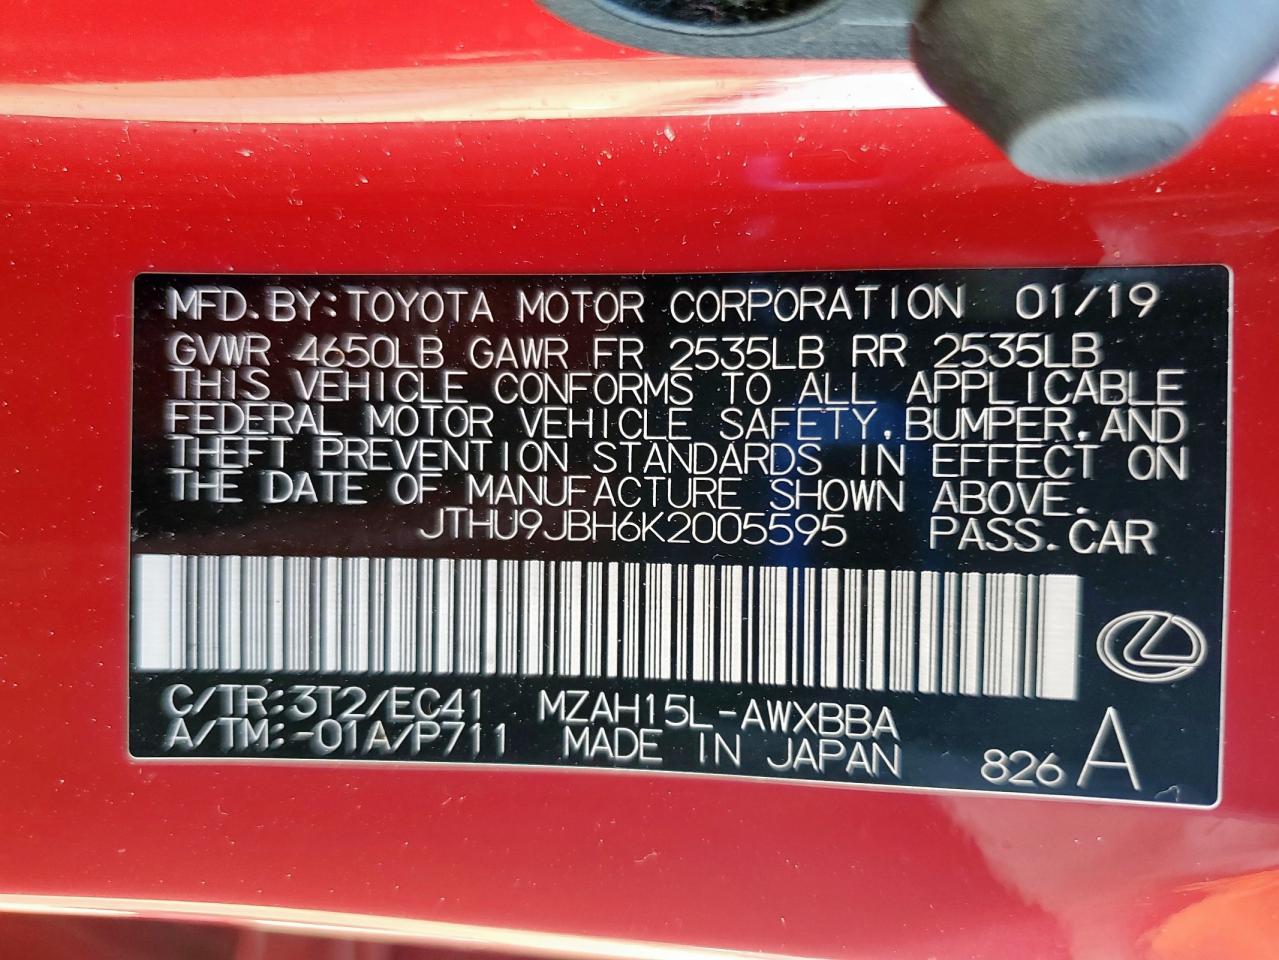 MFD. BY: TOYOTA MOTOR CORPORATION 01/19
GVWR 4650LB GAWR FR 2535LB RR 2535LB
THIS VEHICLE CONFORMS TO ALL APPLICABLE
FEDERAL MOTOR VEHICLE SAFETY, BUMPER, AND
THEFT PREVENTION STANDARDS IN EFFECT ON
THE DATE OF MANUFACTURE SHOWN ABOVE.
JTHU9JBH6K2005595 PASS. CAR
C/TR:3T2/EC41 MZAH15L-AWXBBA
A/TM:-01A/P711 MADE IN JAPAN 826 A